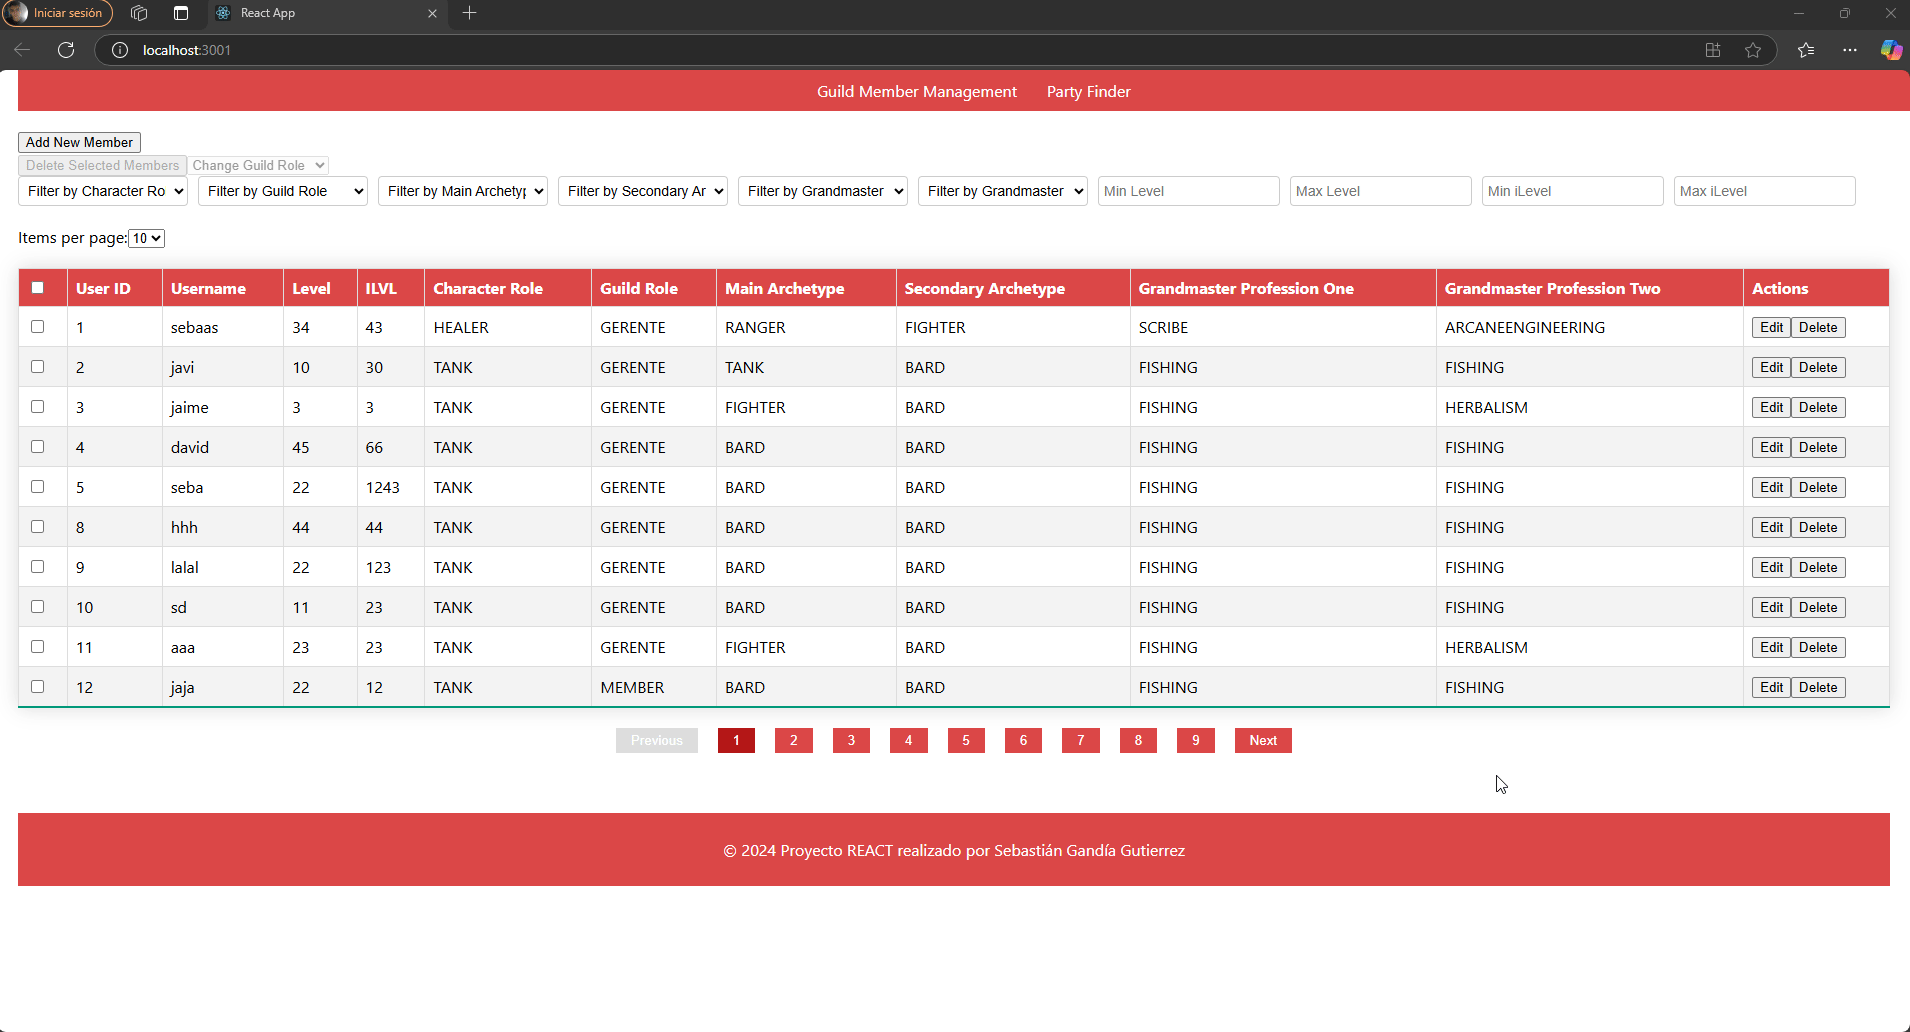 Iniciar sesión
React App
localhost:3001
Guild Member Management Party Finder
Add New Member
Delete Selected Members Change Guild Role
Filter by Character Ro Filter by Guild Role Filter by Main Archetyp Filter by Secondary Ar Filter by Grandmaster Filter by Grandmaster Min Level Max Level Min iLevel Max iLevel
Items per page: 10
User ID Username Level ILVL Character Role Guild Role Main Archetype Secondary Archetype Grandmaster Profession One Grandmaster Profession Two Actions
1 sebaas 34 43 HEALER GERENTE RANGER FIGHTER SCRIBE ARCANEENGINEERING Edit Delete
2 javi 10 30 TANK GERENTE TANK BARD FISHING FISHING Edit Delete
3 jaime 3 3 TANK GERENTE FIGHTER BARD FISHING HERBALISM Edit Delete
4 david 45 66 TANK GERENTE BARD BARD FISHING FISHING Edit Delete
5 seba 22 1243 TANK GERENTE BARD BARD FISHING FISHING Edit Delete
8 hhh 44 44 TANK GERENTE BARD BARD FISHING FISHING Edit Delete
9 lalal 22 123 TANK GERENTE BARD BARD FISHING FISHING Edit Delete
10 sd 11 23 TANK GERENTE BARD BARD FISHING FISHING Edit Delete
11 aaa 23 23 TANK GERENTE FIGHTER BARD FISHING HERBALISM Edit Delete
12 jaja 22 12 TANK MEMBER BARD BARD FISHING FISHING Edit Delete
Previous 1 2 3 4 5 6 7 8 9 Next
© 2024 Proyecto REACT realizado por Sebastián Gandía Gutierrez